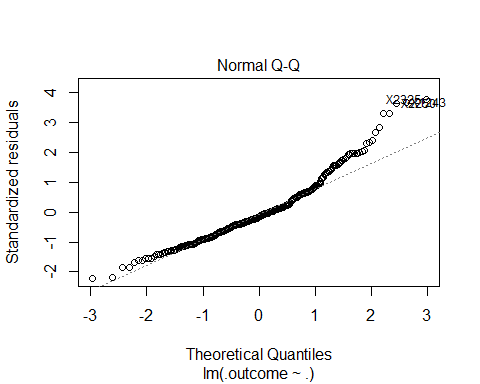 Normal Q-Q
Standardized residuals
4
3
2
1
0
-1
-2
X2325
-3
-2
-1
0
1
2
3
Theoretical Quantiles
lm(.outcome ~ .)